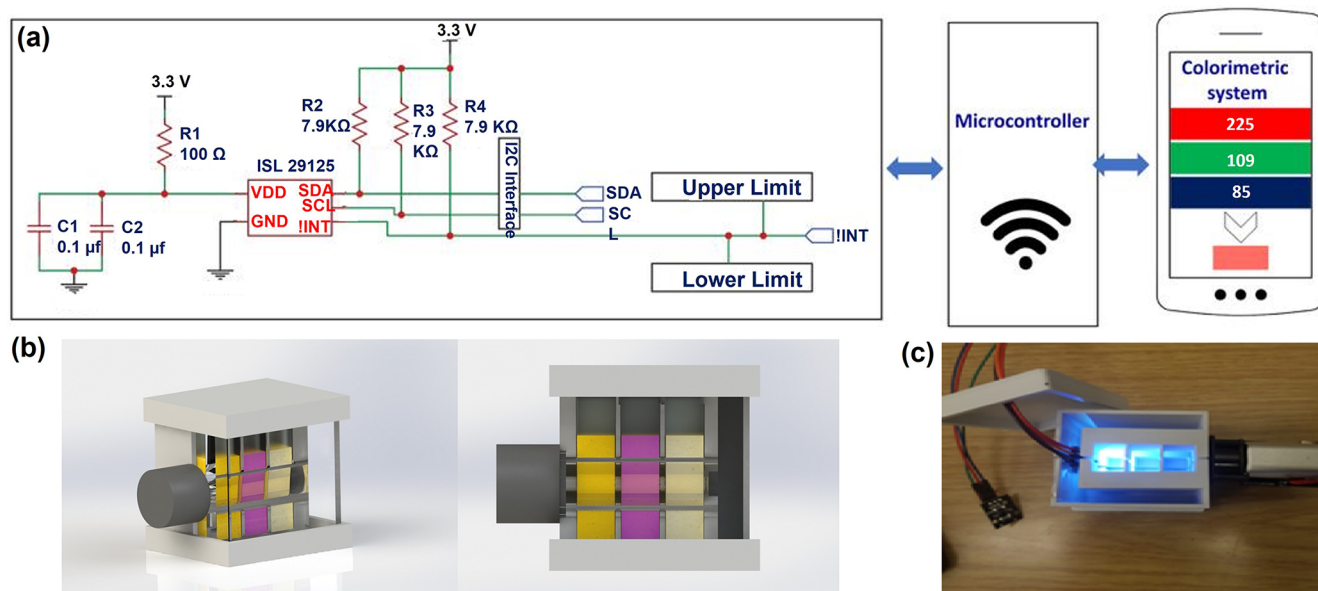 (a)
3.3 V
3.3 V
R1
100 Ω
R2
7.9KΩ
R3
7.9
KΩ
R4
7.9 KΩ
ISL 29125
VDD
SDA
SCL
GND
!INT
C1
0.1 µf
C2
0.1 µf
I2C Interface
SDA
SC
L
!INT
Upper Limit
Lower Limit
Microcontroller
Colorimetric
system
225
109
85
(b)
(c)